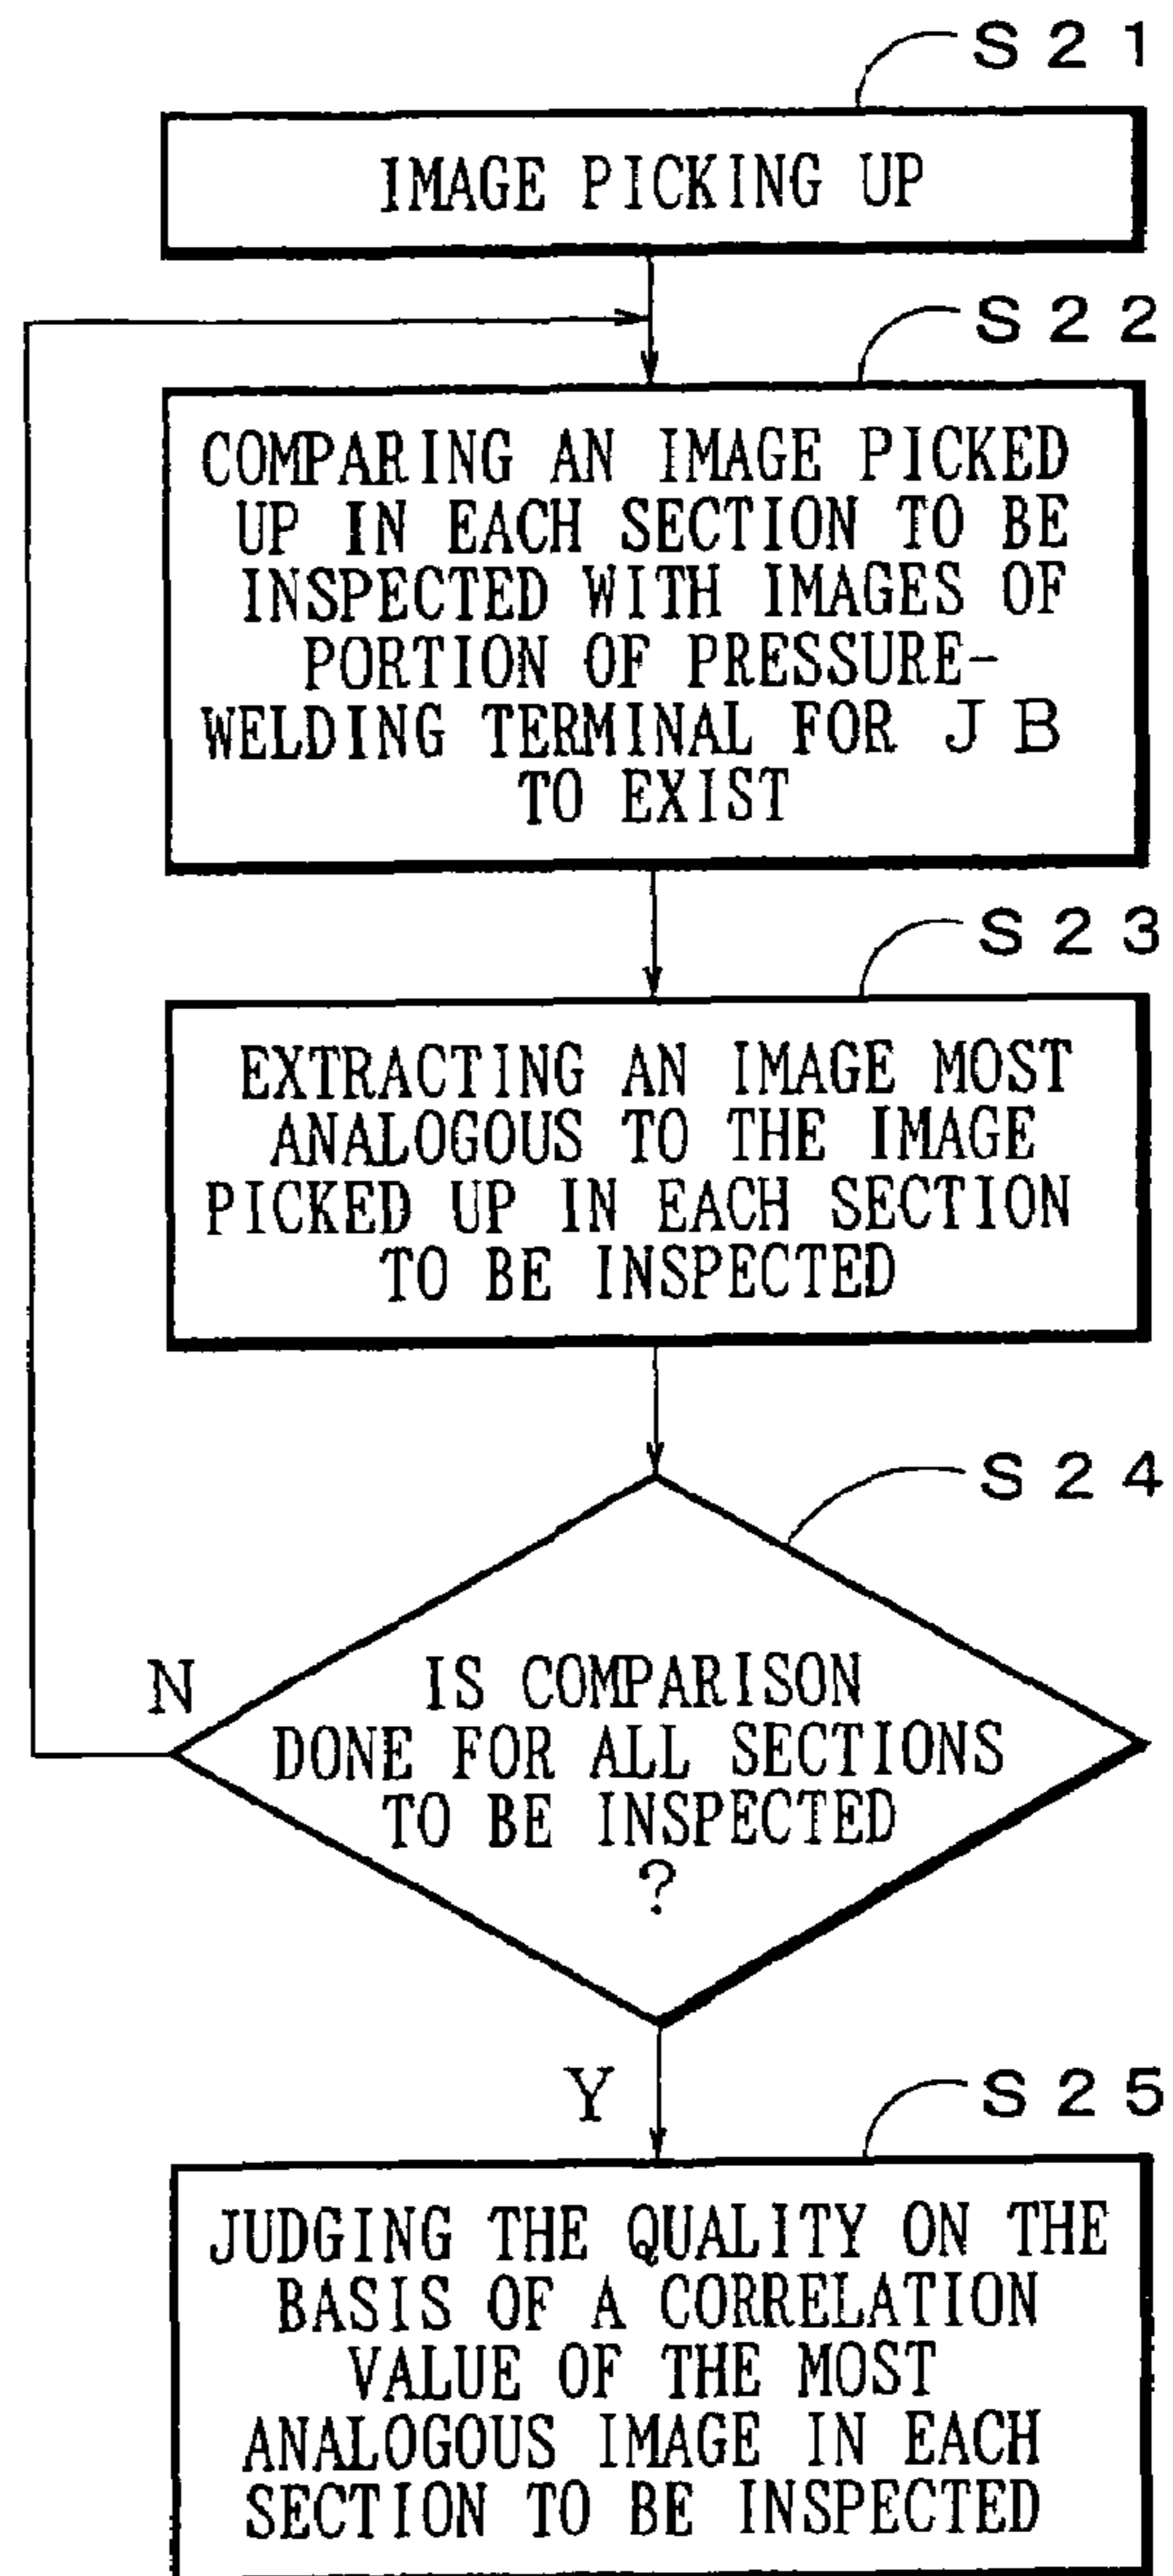 S21
IMAGE PICKING UP
S22
COMPARING AN IMAGE PICKED
UP IN EACH SECTION TO BE
INSPECTED WITH IMAGES OF
PORTION OF PRESSURE-
WELDING TERMINAL FOR JB
TO EXIST
S23
EXTRACTING AN IMAGE MOST
ANALOGOUS TO THE IMAGE
PICKED UP IN EACH SECTION
TO BE INSPECTED
S24
N
IS COMPARISON
DONE FOR ALL SECTIONS
TO BE INSPECTED
?
Y
S25
JUDGING THE QUALITY ON THE
BASIS OF A CORRELATION
VALUE OF THE MOST
ANALOGOUS IMAGE IN EACH
SECTION TO BE INSPECTED